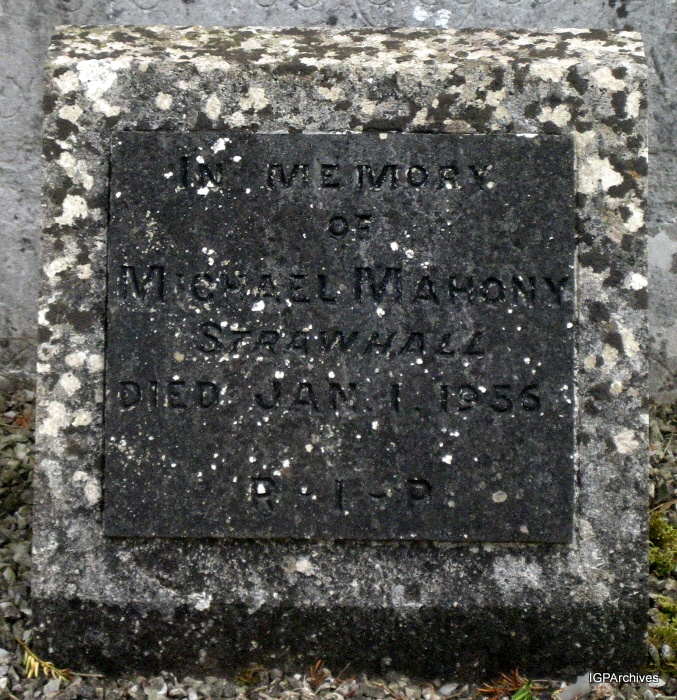 IN MEMORY
OF
MICHAEL MAHONY
STRAWHALL
DIED JAN. 1. 1956
R-I-P
IGPArchives